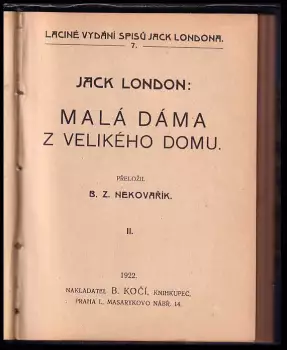 LACINÉ VYDÁNÍ SPISŮ JACK LONDONA.
7.
JACK LONDON:
MALÁ DÁMA
Z VELIKÉHO DOMU.
PŘELOŽIL
B. Z. NEKOVAŘÍK.
II.
1922.
NAKLADATEL B. KOČÍ, KNIHKUPEC,
PRAHA I., MASARYKOVO NÁBŘ. 14.